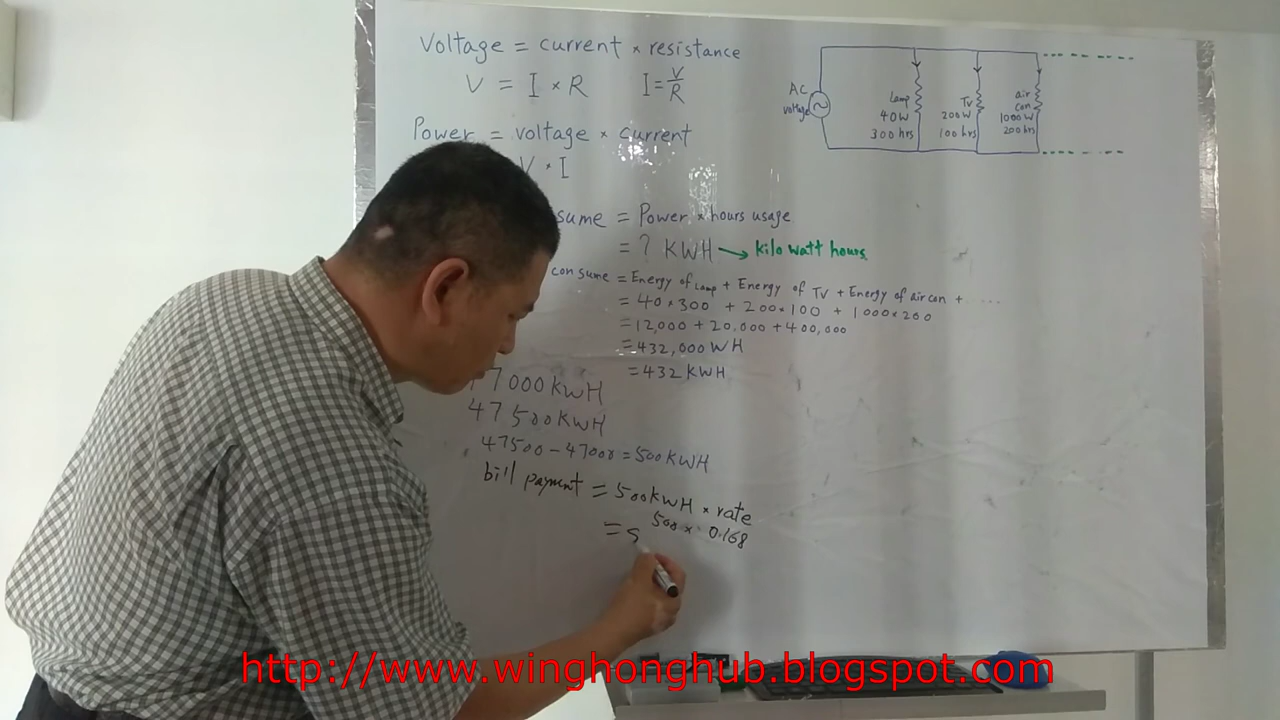 Voltage = current × resistance
V = I × R I = V/R
Power = voltage × current
V × I
AC
voltage
Lamp
40W
300 hrs
TV
200W
100 hrs
air
con
1000W
200 hrs
sume = Power × hours usage
= ? KWH → kilo watt hours
consume = Energy of Lamp + Energy of TV + Energy of air con + ....
= 40 × 300 + 200 × 100 + 1000 × 200
= 12,000 + 20,000 + 400,000
= 432,000 WH
= 432 KWH
7000 KWH
47500 KWH
47500 - 47000 = 500 KWH
bill payment = 500 KWH × rate
= 500 × 0.168
http://www.winghonghub.blogspot.com